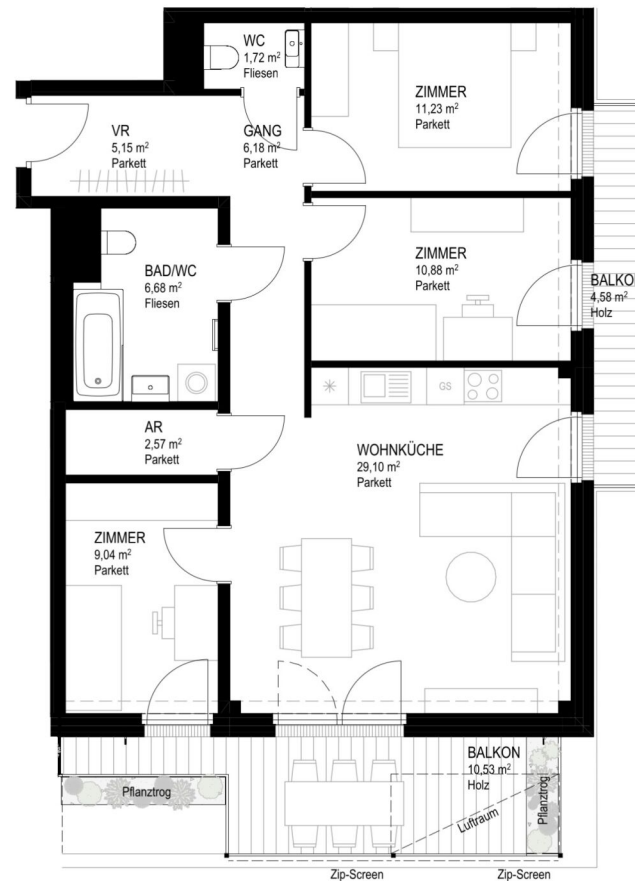 WC
1,72 m²
Fliesen
ZIMMER
11,23 m²
Parkett
VR
5,15 m²
Parkett
GANG
6,18 m²
Parkett
ZIMMER
10,88 m²
Parkett
BAD/WC
6,68 m²
Fliesen
BALKON
4,58 m²
Holz
GS
AR
2,57 m²
Parkett
WOHNKÜCHE
29,10 m²
Parkett
ZIMMER
9,04 m²
Parkett
BALKON
10,53 m²
Holz
Pflanztrog
Pflanztrog
Luftraum
Zip-Screen
Zip-Screen